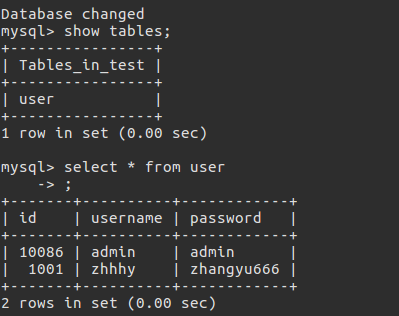 Database changed
mysql> show tables;
+----------------+
| Tables_in_test |
+----------------+
| user           |
+----------------+
1 row in set (0.00 sec)
mysql> select * from user
    -> ;
+-------+----------+-------------+
| id    | username | password    |
+-------+----------+-------------+
| 10086 | admin    | admin       |
|  1001 | zhhhy    | zhangyu666 |
+-------+----------+-------------+
2 rows in set (0.00 sec)